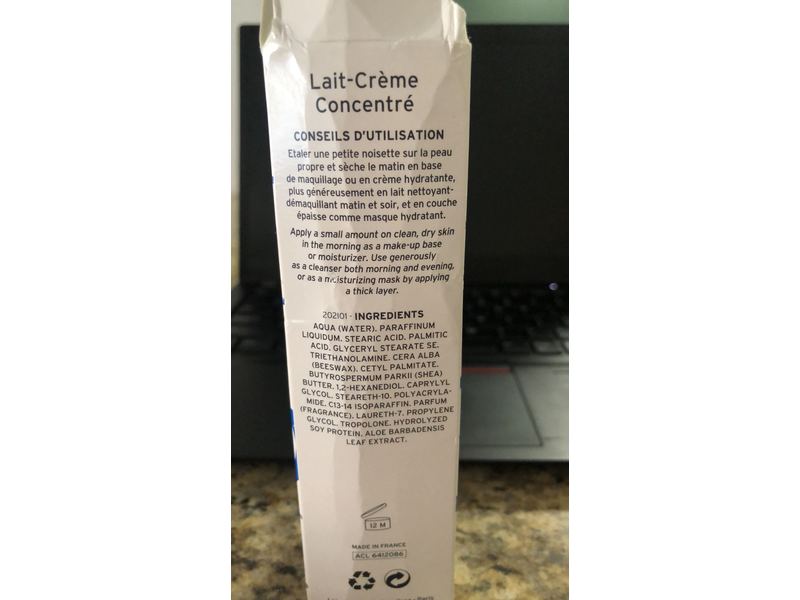 Lait-Crème
Concentré
CONSEILS D'UTILISATION
Etaler une petite noisette sur la peau
propre et sèche le matin en base
de maquillage ou en crème hydratante,
plus généreusement en lait nettoyant-
démaquillant matin et soir, et en couche
épaisse comme masque hydratant.
Apply a small amount on clean, dry skin
in the morning as a make-up base
or moisturizer. Use generously
as a cleanser both morning and evening,
or as a moisturizing mask by applying
a thick layer.
202101 - INGREDIENTS
AQUA (WATER). PARAFFINUM
LIQUIDUM. STEARIC ACID. PALMITIC
ACID. GLYCERYL STEARATE SE.
TRIETHANOLAMINE. CERA ALBA
(BEESWAX). CETYL PALMITATE.
BUTYROSPERMUM PARKII (SHEA)
BUTTER. 1,2-HEXANEDIOL. CAPRYLYL
GLYCOL. STEARETH-10. POLYACRYLA-
MIDE. C13-14 ISOPARAFFIN. PARFUM
(FRAGRANCE). LAURETH-7. PROPYLENE
GLYCOL. TROPOLONE. HYDROLYZED
SOY PROTEIN. ALOE BARBADENSIS
LEAF EXTRACT.
12 M
MADE IN FRANCE
ACL 6412086